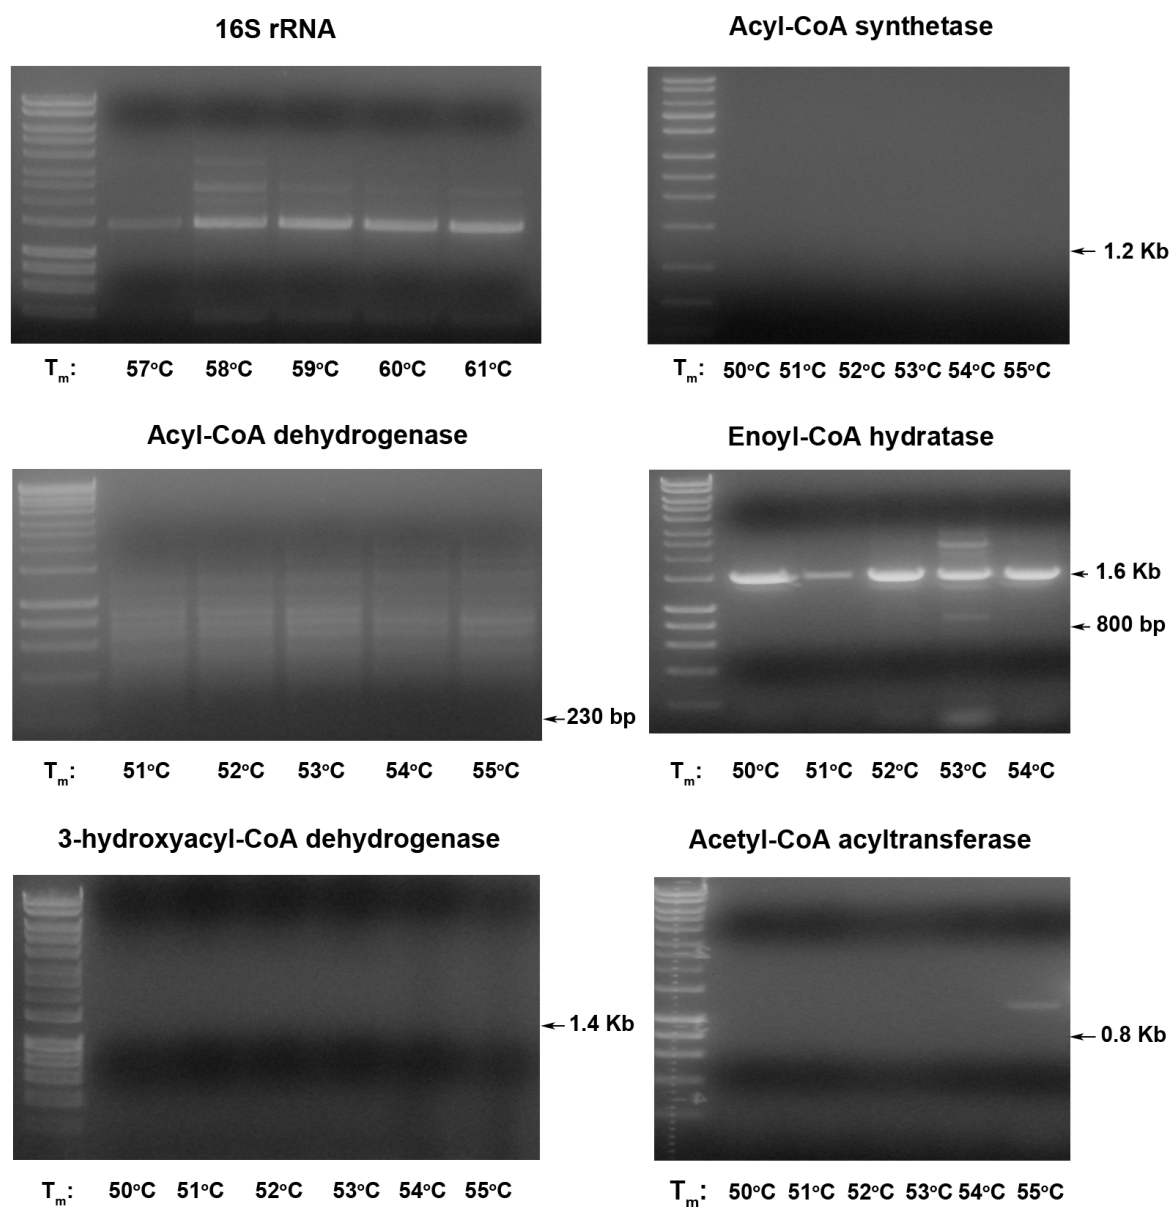 16S rRNA
Acyl-CoA synthetase
1.2 Kb
Tm: 57°C 58°C 59°C 60°C 61°C
Tm: 50°C 51°C 52°C 53°C 54°C 55°C
Acyl-CoA dehydrogenase
Enoyl-CoA hydratase
1.6 Kb
800 bp
230 bp
Tm: 51°C 52°C 53°C 54°C 55°C
Tm: 50°C 51°C 52°C 53°C 54°C
3-hydroxyacyl-CoA dehydrogenase
Acetyl-CoA acyltransferase
1.4 Kb
0.8 Kb
Tm: 50°C 51°C 52°C 53°C 54°C 55°C
Tm: 50°C 51°C 52°C 53°C 54°C 55°C